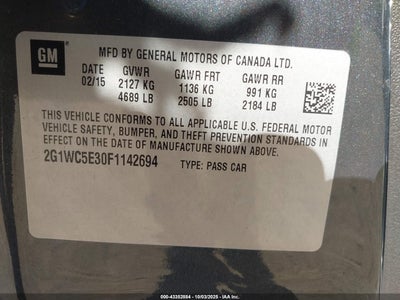 GM
MFD BY GENERAL MOTORS OF CANADA LTD.
DATE GVWR GAWR FRT GAWR RR
02/15 2127 KG 1136 KG 991 KG
4689 LB 2505 LB 2184 LB
THIS VEHICLE CONFORMS TO ALL APPLICABLE U.S. FEDERAL MOTOR
VEHICLE SAFETY, BUMPER, AND THEFT PREVENTION STANDARDS IN
EFFECT ON THE DATE OF MANUFACTURE SHOWN ABOVE.
2G1WC5E30F1142694 TYPE: PASS CAR
000-43302084 - 10/03/2025 - IAA Inc.